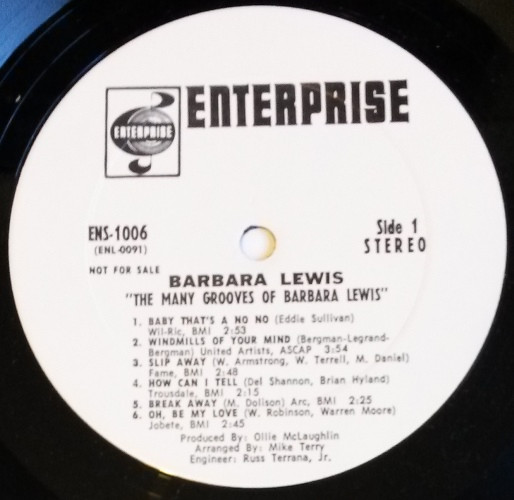 ENTERPRISE
ENTERPRISE
ENS-1006
(ENL-0091)
NOT FOR SALE
Side 1
STEREO
BARBARA LEWIS
"THE MANY GROOVES OF BARBARA LEWIS"
1. BABY THAT'S A NO NO (Eddie Sullivan)
Wil-Ric, BMI 2:53
2. WINDMILLS OF YOUR MIND (Bergman-Legrand-
Bergman) United Artists, ASCAP 3:54
3. SLIP AWAY (W. Armstrong, W. Terrell, M. Daniel)
Fame, BMI 2:48
4. HOW CAN I TELL (Del Shannon, Brian Hyland)
Trousdale, BMI 2:15
5. BREAK AWAY (M. Dolison) Arc, BMI 2:25
6. OH, BE MY LOVE (W. Robinson, Warren Moore)
Jobete, BMI 2:45
Produced By: Ollie McLaughlin
Arranged By: Mike Terry
Engineer: Russ Terrana, Jr.